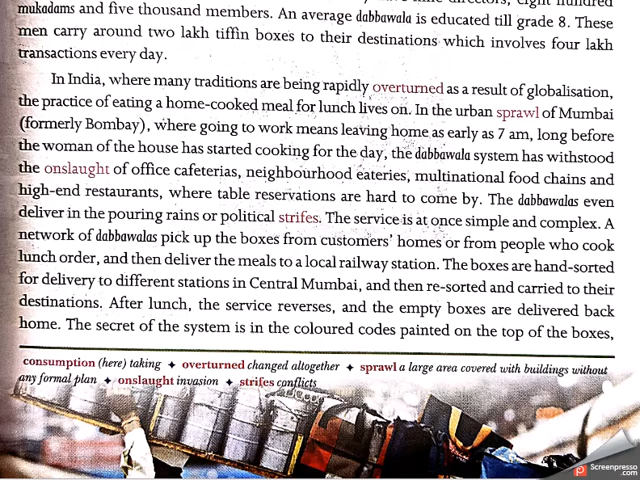 directors, eight hundred
mukadams and five thousand members. An average dabbawala is educated till grade 8. These
men carry around two lakh tiffin boxes to their destinations which involves four lakh
transactions every day.
In India, where many traditions are being rapidly overturned as a result of globalisation,
the practice of eating a home-cooked meal for lunch lives on. In the urban sprawl of Mumbai
(formerly Bombay), where going to work means leaving home as early as 7 am, long before
the woman of the house has started cooking for the day, the dabbawala system has withstood
the onslaught of office cafeterias, neighbourhood eateries, multinational food chains and
high-end restaurants, where table reservations are hard to come by. The dabbawalas even
deliver in the pouring rains or political strifes. The service is at once simple and complex. A
network of dabbawalas pick up the boxes from customers' homes or from people who cook
lunch order, and then deliver the meals to a local railway station. The boxes are hand-sorted
for delivery to different stations in Central Mumbai, and then re-sorted and carried to their
destinations. After lunch, the service reverses, and the empty boxes are delivered back
home. The secret of the system is in the coloured codes painted on the top of the boxes,
consumption (here) taking ✦ overturned changed altogether ✦ sprawl a large area covered with buildings without
any formal plan ✦ onslaught invasion ✦ strifes conflicts
Screenpresso
.com